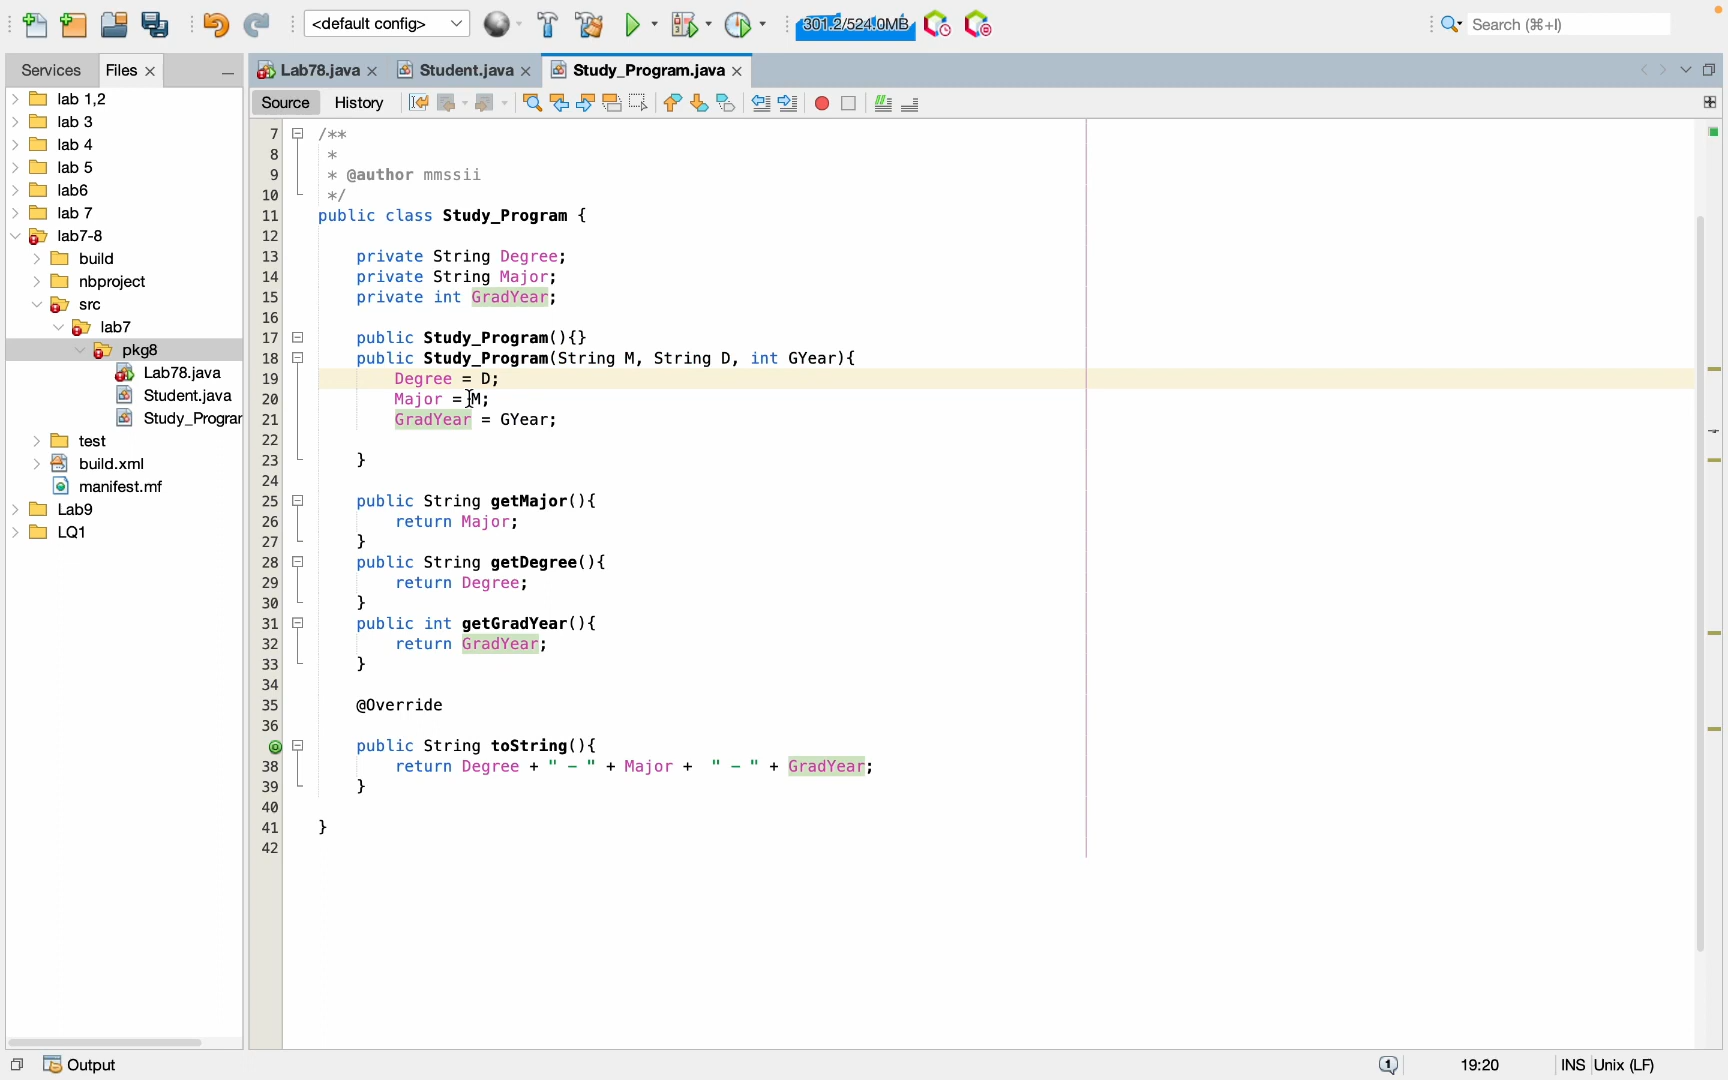 <default config>
301.2/524.0MB
Search (⌘+I)
Services
Files
Lab78.java
Student.java
Study_Program.java
Source
History
lab 1,2
lab 3
lab 4
lab 5
lab6
lab 7
lab7-8
build
nbproject
src
lab7
pkg8
Lab78.java
Student.java
Study_Progran
test
build.xml
manifest.mf
Lab9
LQ1
7 /**
8 *
9 * @author mmssii
10 */
11 public class Study_Program {
12
13 private String Degree;
14 private String Major;
15 private int GradYear;
16
17 public Study_Program(){}
18 public Study_Program(String M, String D, int GYear){
19 Degree = D;
20 Major = M;
21 GradYear = GYear;
22
23 }
24
25 public String getMajor(){
26 return Major;
27 }
28 public String getDegree(){
29 return Degree;
30 }
31 public int getGradYear(){
32 return GradYear;
33 }
34
35 @Override
36
public String toString(){
38 return Degree + " - " + Major + " - " + GradYear;
39 }
40
41 }
42
Output
1
19:20
INS
Unix (LF)